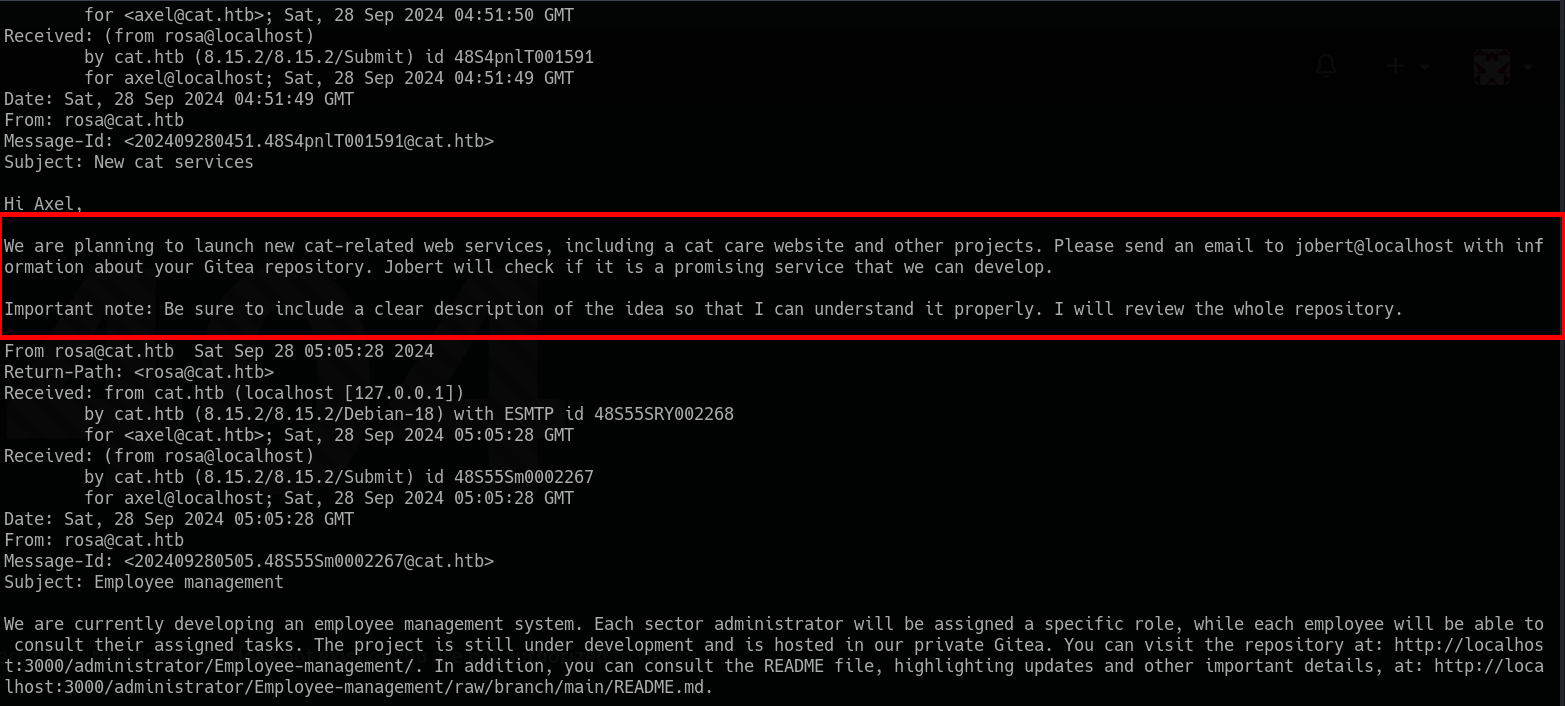 for <axel@cat.htb>; Sat, 28 Sep 2024 04:51:50 GMT
Received: (from rosa@localhost)
by cat.htb (8.15.2/8.15.2/Submit) id 48S4pnlT001591
for axel@localhost; Sat, 28 Sep 2024 04:51:49 GMT
Date: Sat, 28 Sep 2024 04:51:49 GMT
From: rosa@cat.htb
Message-Id: <202409280451.48S4pnlT001591@cat.htb>
Subject: New cat services
Hi Axel,
We are planning to launch new cat-related web services, including a cat care website and other projects. Please send an email to jobert@localhost with inf
ormation about your Gitea repository. Jobert will check if it is a promising service that we can develop.
Important note: Be sure to include a clear description of the idea so that I can understand it properly. I will review the whole repository.
From rosa@cat.htb  Sat Sep 28 05:05:28 2024
Return-Path: <rosa@cat.htb>
Received: from cat.htb (localhost [127.0.0.1])
by cat.htb (8.15.2/8.15.2/Debian-18) with ESMTP id 48S55SRY002268
for <axel@cat.htb>; Sat, 28 Sep 2024 05:05:28 GMT
Received: (from rosa@localhost)
by cat.htb (8.15.2/8.15.2/Submit) id 48S55Sm0002267
for axel@localhost; Sat, 28 Sep 2024 05:05:28 GMT
Date: Sat, 28 Sep 2024 05:05:28 GMT
From: rosa@cat.htb
Message-Id: <202409280505.48S55Sm0002267@cat.htb>
Subject: Employee management
We are currently developing an employee management system. Each sector administrator will be assigned a specific role, while each employee will be able to
consult their assigned tasks. The project is still under development and is hosted in our private Gitea. You can visit the repository at: http://localhos
t:3000/administrator/Employee-management/. In addition, you can consult the README file, highlighting updates and other important details, at: http://loca
lhost:3000/administrator/Employee-management/raw/branch/main/README.md.